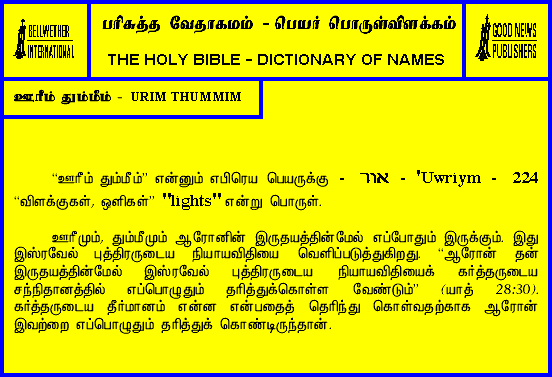 BELLWETHER
INTERNATIONAL
பரிசுத்த வேதாகமம் - பெயர் பொருள்விளக்கம்
THE HOLY BIBLE - DICTIONARY OF NAMES
GOOD NEWS
PUBLISHERS
ஊரீம் தும்மீம் - URIM THUMMIM
“ஊரீம் தும்மீம்” என்னும் எபிரெய பெயருக்கு - אור - 'Uwriym - 224
“விளக்குகள், ஒளிகள்” "lights" என்று பொருள்.
ஊரீமும், தும்மீமும் ஆரோனின் இருதயத்தின்மேல் எப்போதும் இருக்கும். இது
இஸ்ரவேல் புத்திரருடைய நியாயவிதியை வெளிப்படுத்துகிறது. “ஆரோன் தன்
இருதயத்தின்மேல் இஸ்ரவேல் புத்திரருடைய நியாயவிதியைக் கர்த்தருடைய
சந்நிதானத்தில் எப்பொழுதும் தரித்துக்கொள்ள வேண்டும்” (யாத் 28:30).
கர்த்தருடைய தீர்மானம் என்ன என்பதைத் தெரிந்து கொள்வதற்காக ஆரோன்
இவற்றை எப்பொழுதும் தரித்துக் கொண்டிருந்தான்.